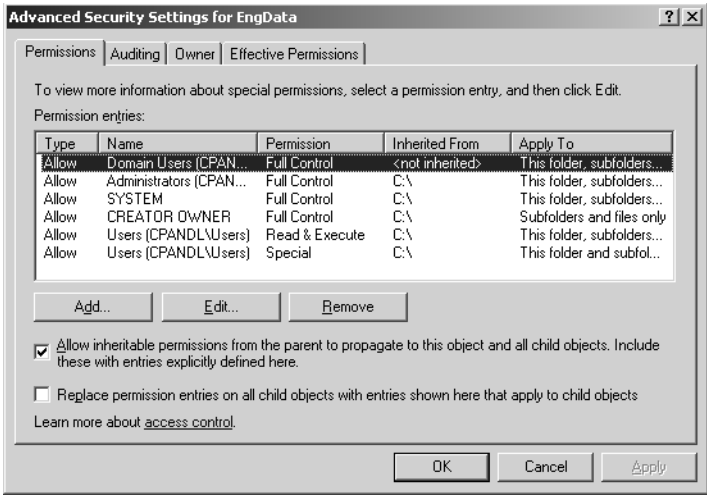 Advanced Security Settings for EngData
Permissions Auditing Owner Effective Permissions
To view more information about special permissions, select a permission entry, and then click Edit.
Permission entries:
Type Name Permission Inherited From Apply To
Allow Domain Users (CPAN... Full Control <not inherited> This folder, subfolders...
Allow Administrators (CPAN... Full Control C:\ This folder, subfolders...
Allow SYSTEM Full Control C:\ This folder, subfolders...
Allow CREATOR OWNER Full Control C:\ Subfolders and files only
Allow Users (CPANDL\Users) Read & Execute C:\ This folder, subfolders...
Allow Users (CPANDL\Users) Special C:\ This folder and subfol...
Add... Edit... Remove
Allow inheritable permissions from the parent to propagate to this object and all child objects. Include
these with entries explicitly defined here.
Replace permission entries on all child objects with entries shown here that apply to child objects
Learn more about access control.
OK Cancel Apply